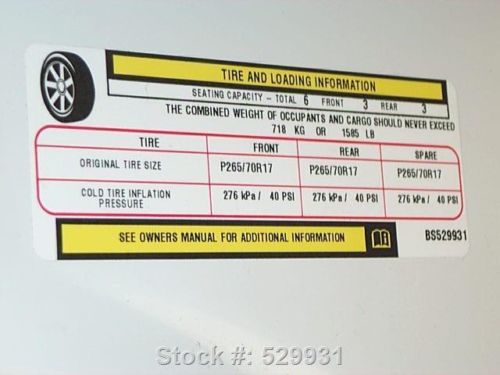 TIRE AND LOADING INFORMATION
SEATING CAPACITY - TOTAL 6 FRONT 3 REAR 3
THE COMBINED WEIGHT OF OCCUPANTS AND CARGO SHOULD NEVER EXCEED
718 KG OR 1585 LB
TIRE FRONT REAR SPARE
ORIGINAL TIRE SIZE P265/70R17 P265/70R17 P265/70R17
COLD TIRE INFLATION PRESSURE 276 kPa / 40 PSI 276 kPa / 40 PSI 276 kPa / 40 PSI
SEE OWNERS MANUAL FOR ADDITIONAL INFORMATION BS529931
Stock #: 529931